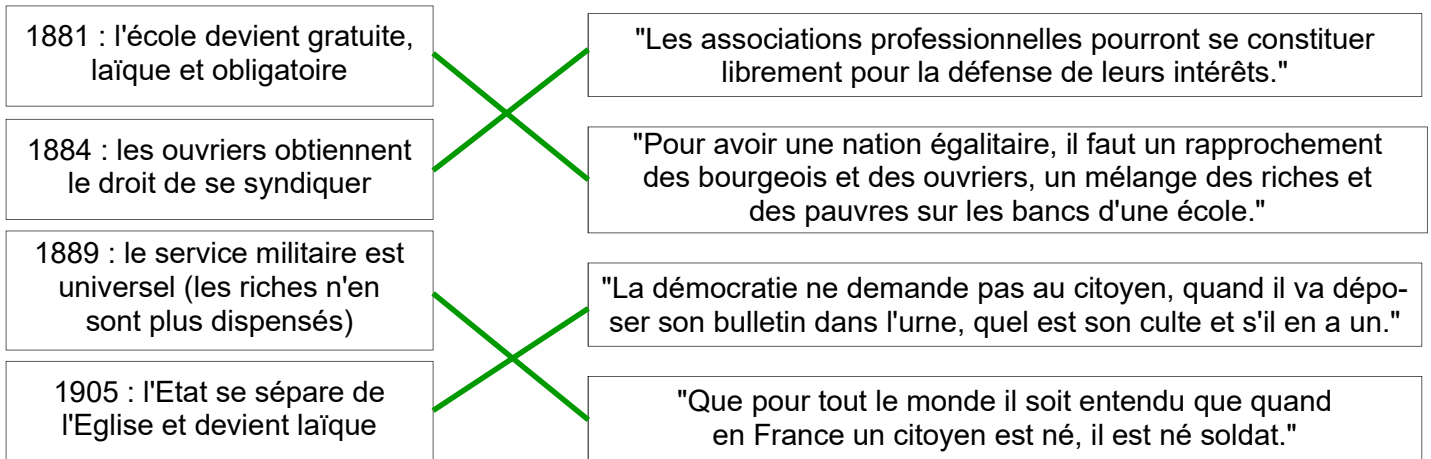 1881 : l'école devient gratuite,
laïque et obligatoire
1884 : les ouvriers obtiennent
le droit de se syndiquer
1889 : le service militaire est
universel (les riches n'en
sont plus dispensés)
1905 : l'Etat se sépare de
l'Eglise et devient laïque
"Les associations professionnelles pourront se constituer
librement pour la défense de leurs intérêts."
"Pour avoir une nation égalitaire, il faut un rapprochement
des bourgeois et des ouvriers, un mélange des riches et
des pauvres sur les bancs d'une école."
"La démocratie ne demande pas au citoyen, quand il va dépo-
ser son bulletin dans l'urne, quel est son culte et s'il en a un."
"Que pour tout le monde il soit entendu que quand
en France un citoyen est né, il est né soldat."